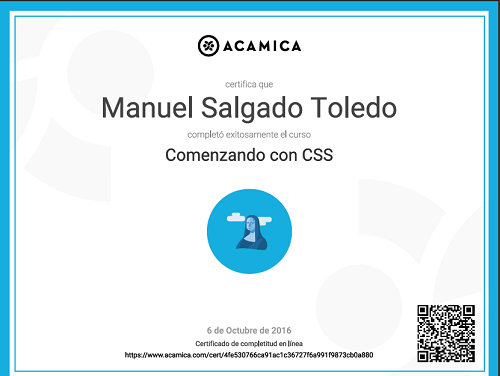 ACAMICA
certifica que
Manuel Salgado Toledo
completó exitosamente el curso
Comenzando con CSS
6 de Octubre de 2016
Certificado de completitud en línea
https://www.acamica.com/cert/4fe530766ca91ac1c36727f6a991f9873cb0a880